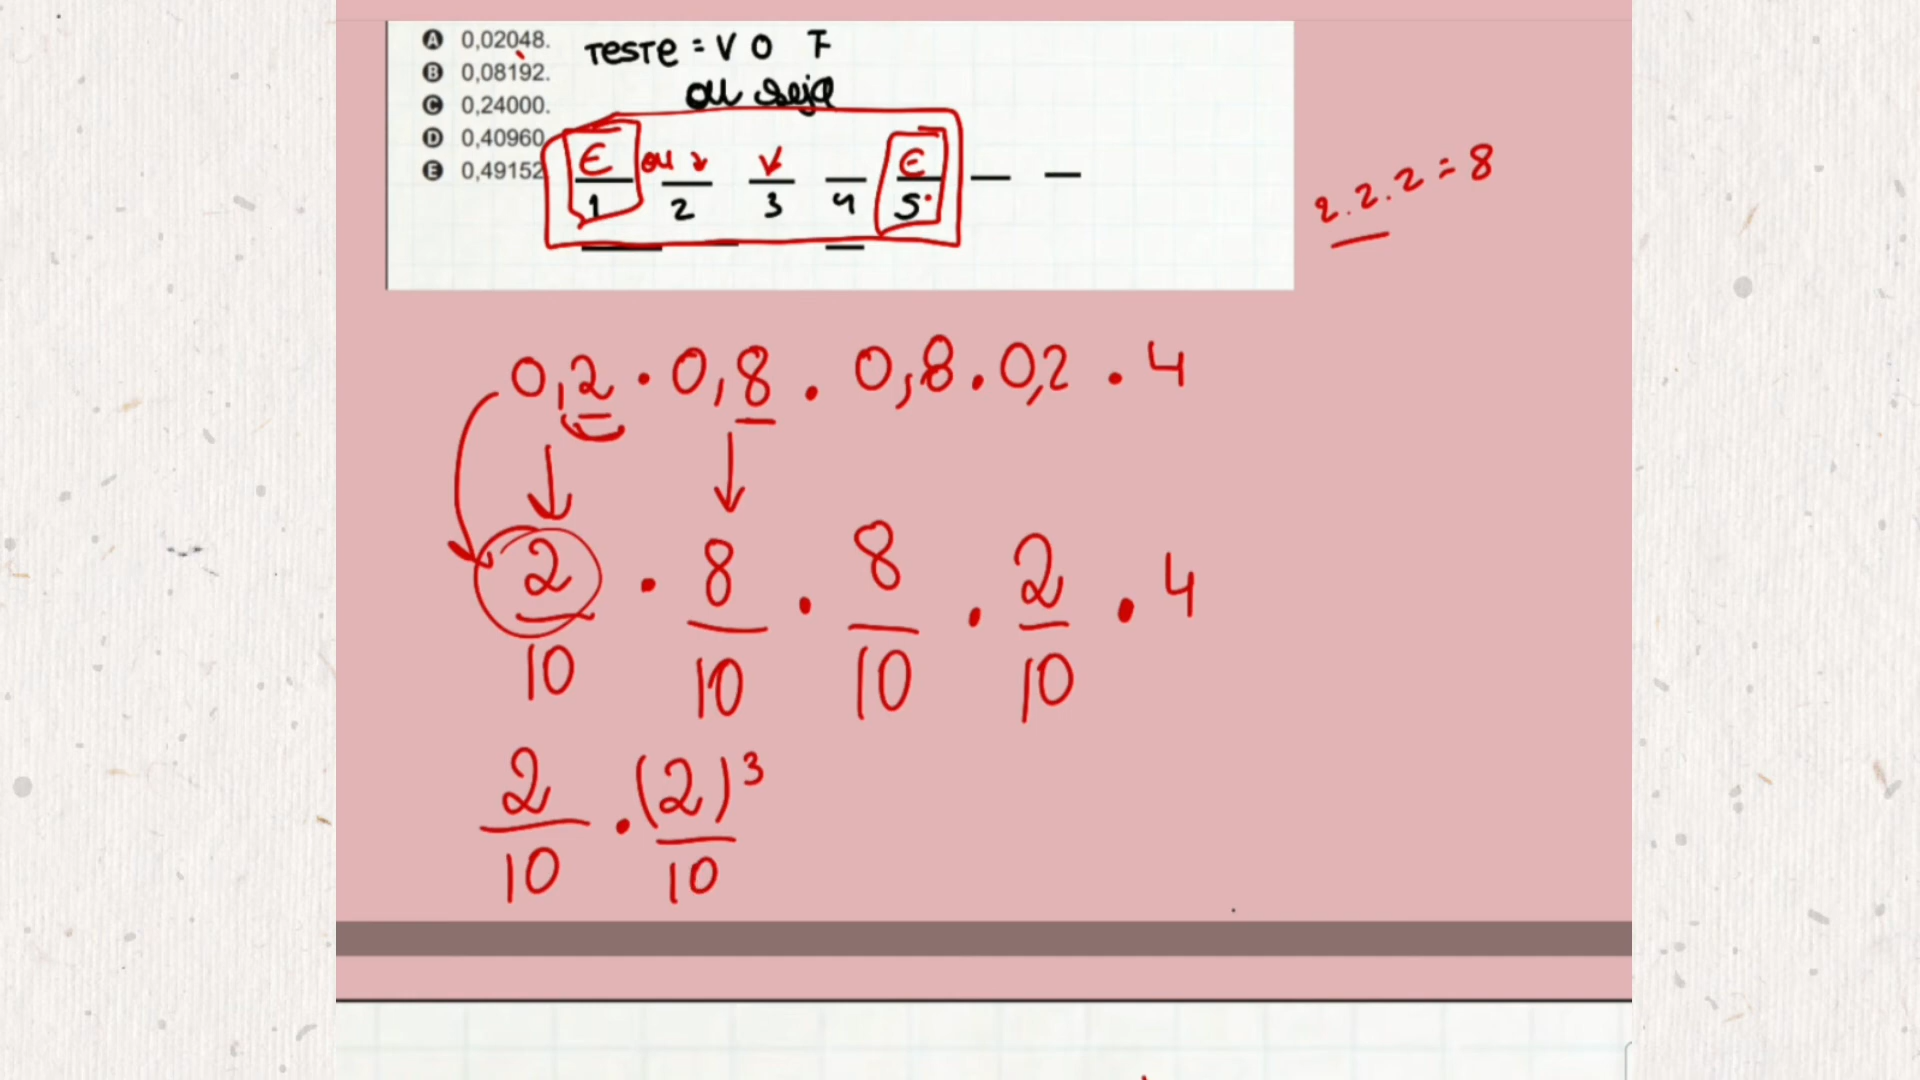 A 0,02048.
B 0,08192.
C 0,24000.
D 0,40960
E 0,49152
TESTE = V O F
ou seja
E ou v v _ E _ _
1 2 3 4 5
2.2.2 = 8
0,2 · 0,8 · 0,8 · 0,2 · 4
2/10 · 8/10 · 8/10 · 2/10 · 4
2/10 · (2)³/10